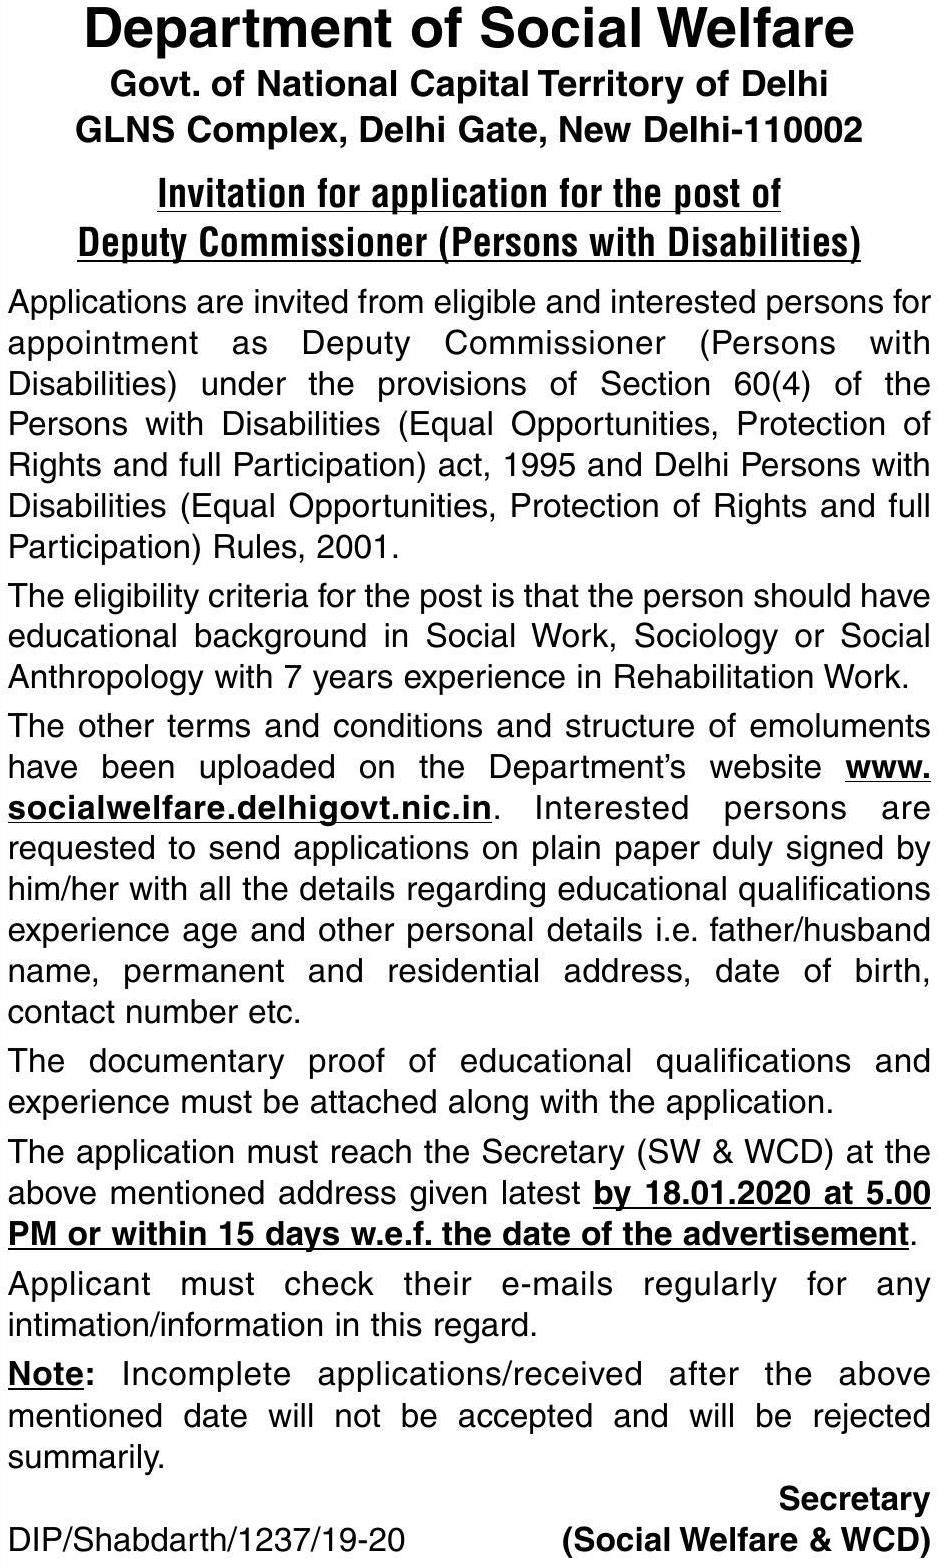 Department of Social Welfare
Govt. of National Capital Territory of Delhi
GLNS Complex, Delhi Gate, New Delhi-110002
Invitation for application for the post of
Deputy Commissioner (Persons with Disabilities)
Applications are invited from eligible and interested persons for
appointment as Deputy Commissioner (Persons with
Disabilities) under the provisions of Section 60(4) of the
Persons with Disabilities (Equal Opportunities, Protection of
Rights and full Participation) act, 1995 and Delhi Persons with
Disabilities (Equal Opportunities, Protection of Rights and full
Participation) Rules, 2001.
The eligibility criteria for the post is that the person should have
educational background in Social Work, Sociology or Social
Anthropology with 7 years experience in Rehabilitation Work.
The other terms and conditions and structure of emoluments
have been uploaded on the Department's website www.
socialwelfare.delhigovt.nic.in. Interested persons are
requested to send applications on plain paper duly signed by
him/her with all the details regarding educational qualifications
experience age and other personal details i.e. father/husband
name, permanent and residential address, date of birth,
contact number etc.
The documentary proof of educational qualifications and
experience must be attached along with the application.
The application must reach the Secretary (SW & WCD) at the
above mentioned address given latest by 18.01.2020 at 5.00
PM or within 15 days w.e.f. the date of the advertisement.
Applicant must check their e-mails regularly for any
intimation/information in this regard.
Note: Incomplete applications/received after the above
mentioned date will not be accepted and will be rejected
summarily.
Secretary
DIP/Shabdarth/1237/19-20 (Social Welfare & WCD)